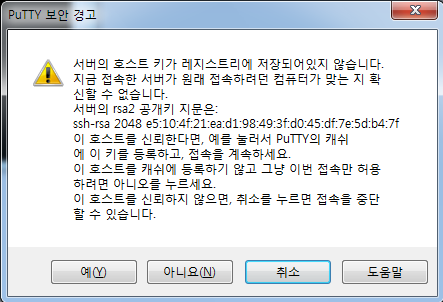 PuTTY 보안 경고
서버의 호스트 키가 레지스트리에 저장되어있지 않습니다.
지금 접속한 서버가 원래 접속하려던 컴퓨터가 맞는 지 확
신할 수 없습니다.
서버의 rsa2 공개키 지문은:
ssh-rsa 2048 e5:10:4f:21:ea:d1:98:49:3f:d0:45:df:7e:5d:b4:7f
이 호스트를 신뢰한다면, 예를 눌러서 PuTTY의 캐쉬
에 이 키를 등록하고, 접속을 계속하세요.
이 호스트를 캐쉬에 등록하기 않고 그냥 이번 접속만 허용
하려면 아니오를 누르세요.
이 호스트를 신뢰하지 않으면, 취소를 누르면 접속을 중단
할 수 있습니다.
예(Y) 아니요(N) 취소 도움말